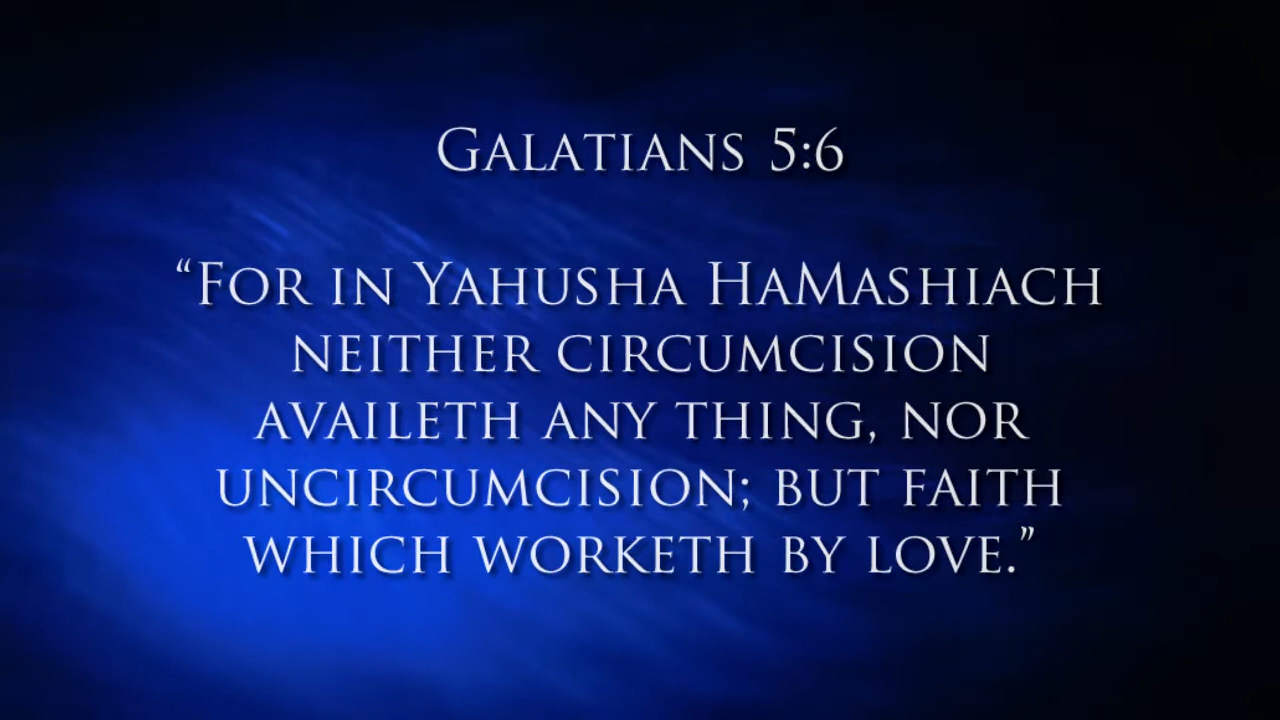 Galatians 5:6
“For in Yahusha HaMashiach
neither circumcision
availeth any thing, nor
uncircumcision; but faith
which worketh by love.”